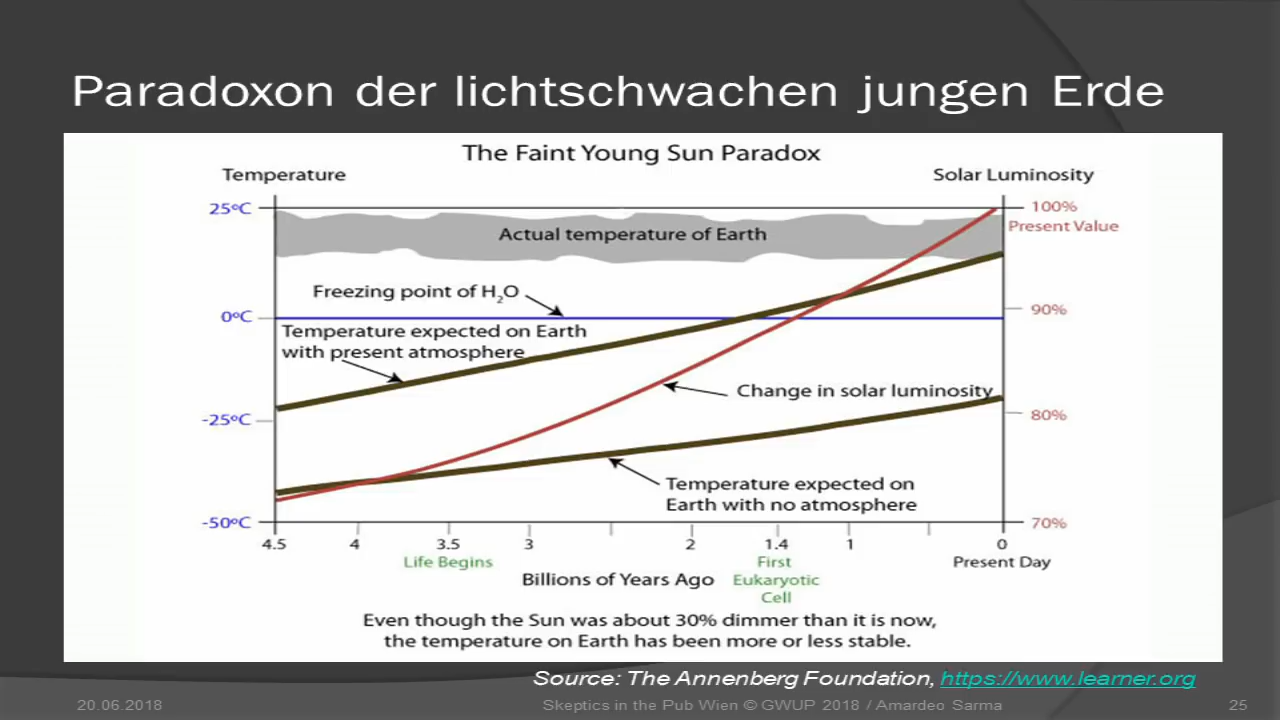 Paradoxon der lichtschwachen jungen Erde
The Faint Young Sun Paradox
Temperature
Solar Luminosity
25°C
100%
Present Value
Actual temperature of Earth
Freezing point of H₂O
0°C
90%
Temperature expected on Earth
with present atmosphere
Change in solar luminosity
-25°C
80%
Temperature expected on
Earth with no atmosphere
-50°C
70%
4.5 4 3.5 3 2 1.4 1 0
Life Begins
First
Eukaryotic
Cell
Present Day
Billions of Years Ago
Even though the Sun was about 30% dimmer than it is now,
the temperature on Earth has been more or less stable.
Source: The Annenberg Foundation, https://www.learner.org
20.06.2018
Skeptics in the Pub Wien © GWUP 2018 / Amardeo Sarma
25